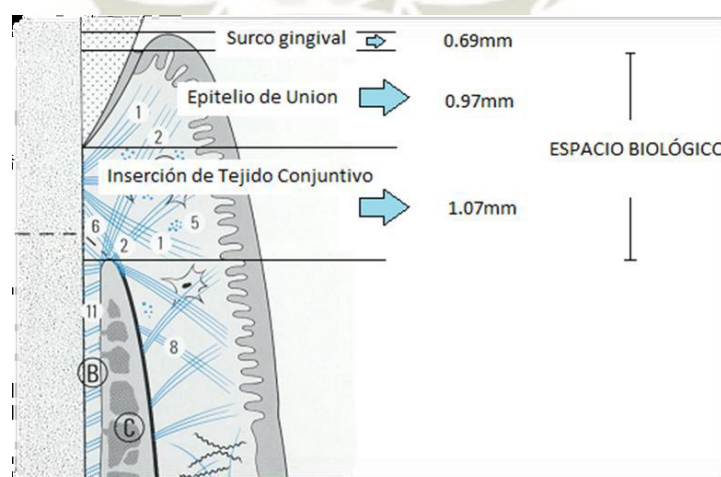 Surco gingival
0.69mm
Epitelio de Union
0.97mm
1
2
ESPACIO BIOLÓGICO
Inserción de Tejido Conjuntivo
1.07mm
6
2
1
5
11
8
B
C